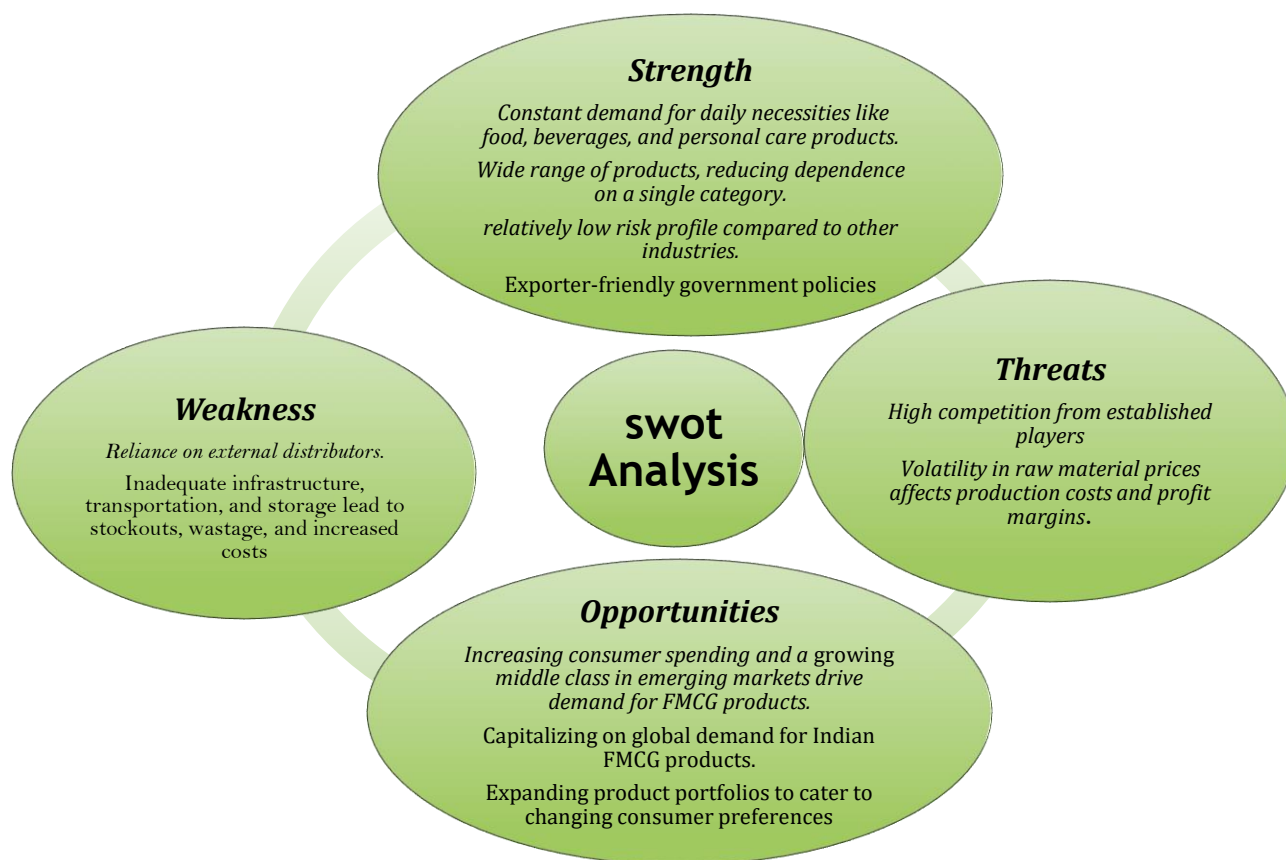 Strength
Constant demand for daily necessities like
food, beverages, and personal care products.
Wide range of products, reducing dependence
on a single category.
relatively low risk profile compared to other
industries.
Exporter-friendly government policies
Threats
High competition from established
players
Volatility in raw material prices
affects production costs and profit
margins.
swot
Analysis
Weakness
Reliance on external distributors.
Inadequate infrastructure,
transportation, and storage lead to
stockouts, wastage, and increased
costs
Opportunities
Increasing consumer spending and a growing
middle class in emerging markets drive
demand for FMCG products.
Capitalizing on global demand for Indian
FMCG products.
Expanding product portfolios to cater to
changing consumer preferences